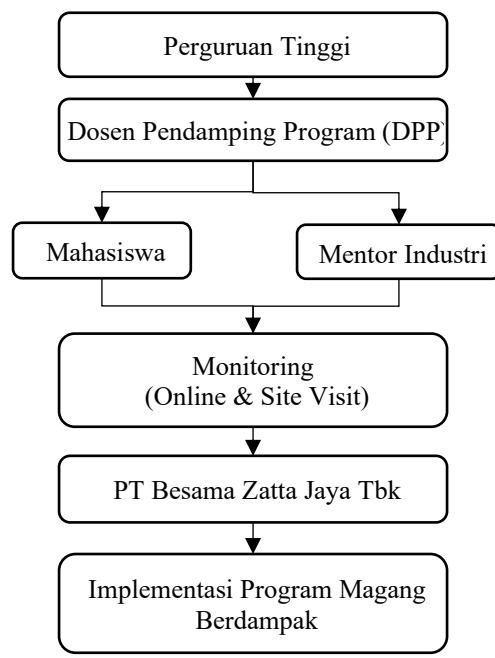 Perguruan Tinggi
Dosen Pendamping Program (DPP)
Mahasiswa
Mentor Industri
Monitoring
(Online & Site Visit)
PT Besama Zatta Jaya Tbk
Implementasi Program Magang
Berdampak